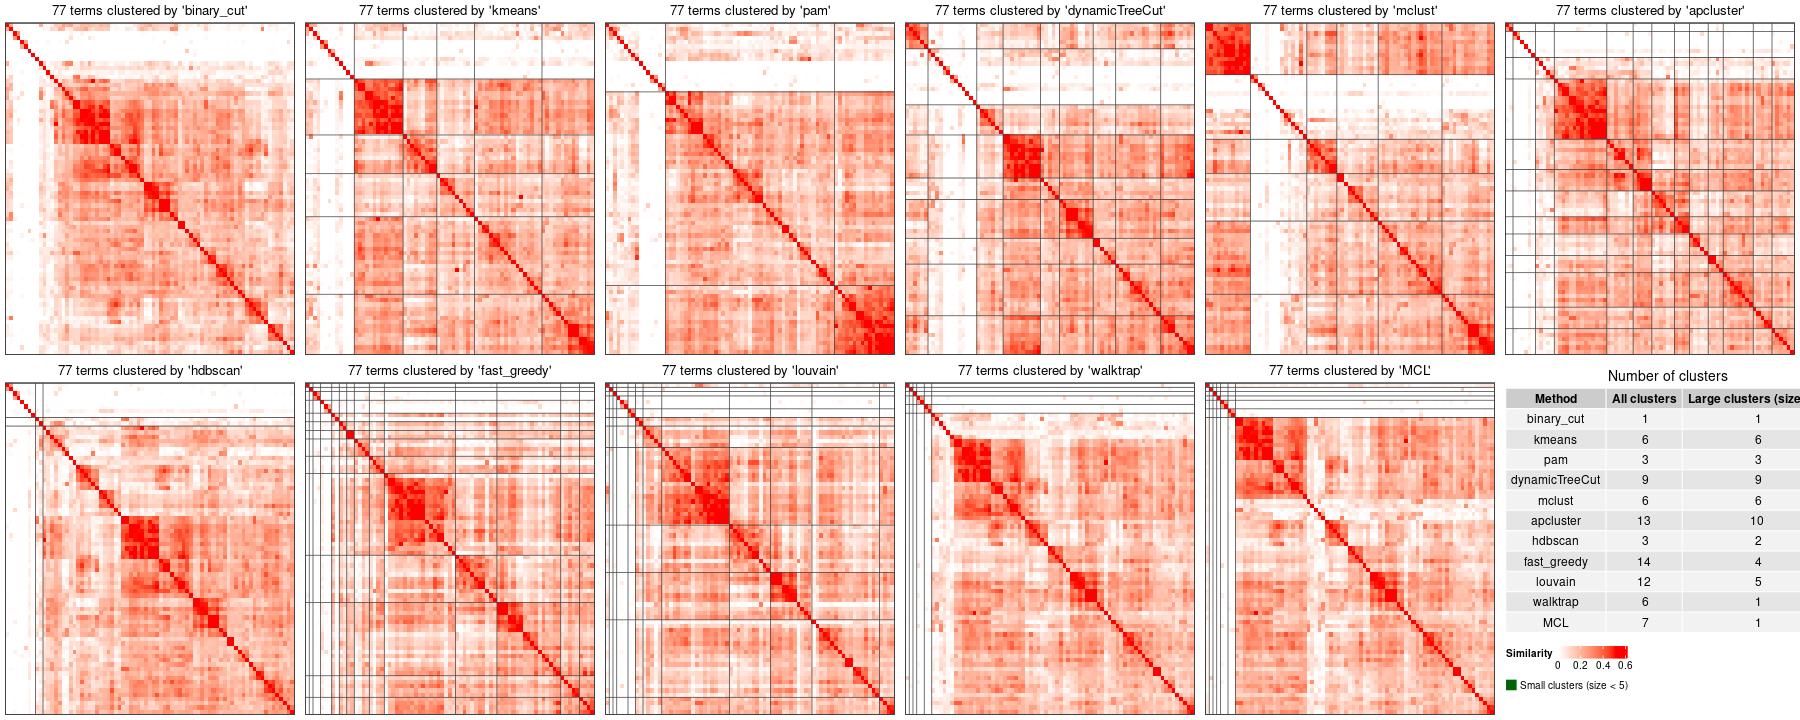 77 terms clustered by 'binary_cut'
77 terms clustered by 'kmeans'
77 terms clustered by 'pam'
77 terms clustered by 'dynamicTreeCut'
77 terms clustered by 'mclust'
77 terms clustered by 'apcluster'
77 terms clustered by 'hdbscan'
77 terms clustered by 'fast_greedy'
77 terms clustered by 'louvain'
77 terms clustered by 'walktrap'
77 terms clustered by 'MCL'
Number of clusters
Method All clusters Large clusters (size
binary_cut 1 1
kmeans 6 6
pam 3 3
dynamicTreeCut 9 9
mclust 6 6
apcluster 13 10
hdbscan 3 2
fast_greedy 14 4
louvain 12 5
walktrap 6 1
MCL 7 1
Similarity
0 0.2 0.4 0.6
Small clusters (size < 5)